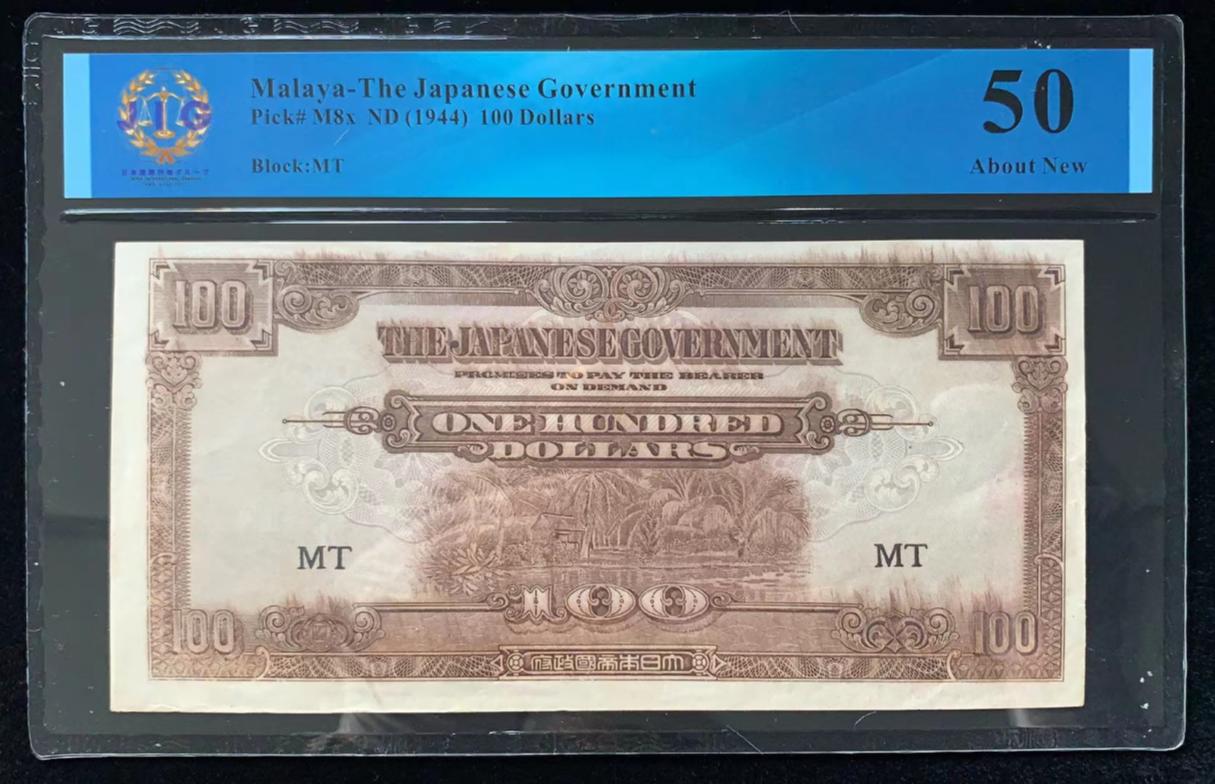 Malaya-The Japanese Government
Pick# M8x ND (1944) 100 Dollars
Block:MT
50
About New
JIG
100
100
THE JAPANESE GOVERNMENT
PROMISES TO PAY THE BEARER
ON DEMAND
ONE HUNDRED
DOLLARS
MT
MT
100
100
100
府政國帝本日大